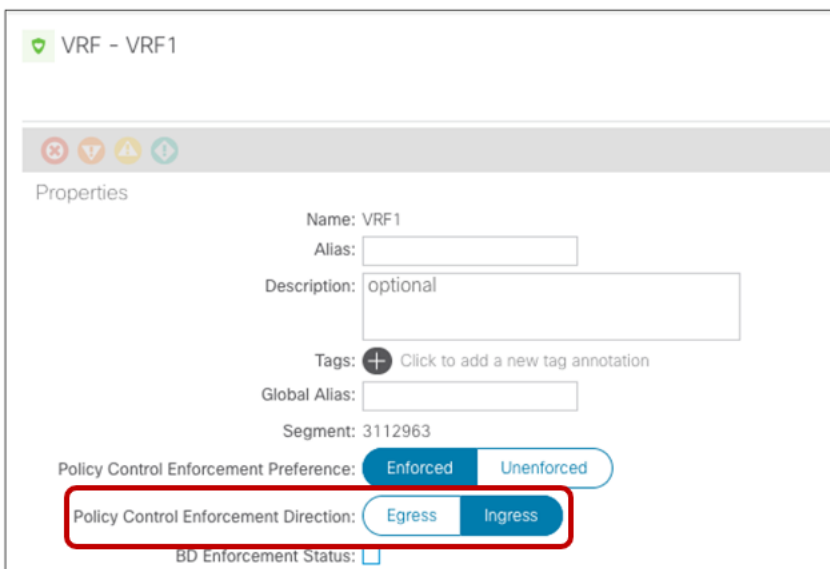 VRF - VRF1
Properties
Name: VRF1
Alias:
Description: optional
Tags: Click to add a new tag annotation
Global Alias:
Segment: 3112963
Policy Control Enforcement Preference: Enforced Unenforced
Policy Control Enforcement Direction: Egress Ingress
BD Enforcement Status: